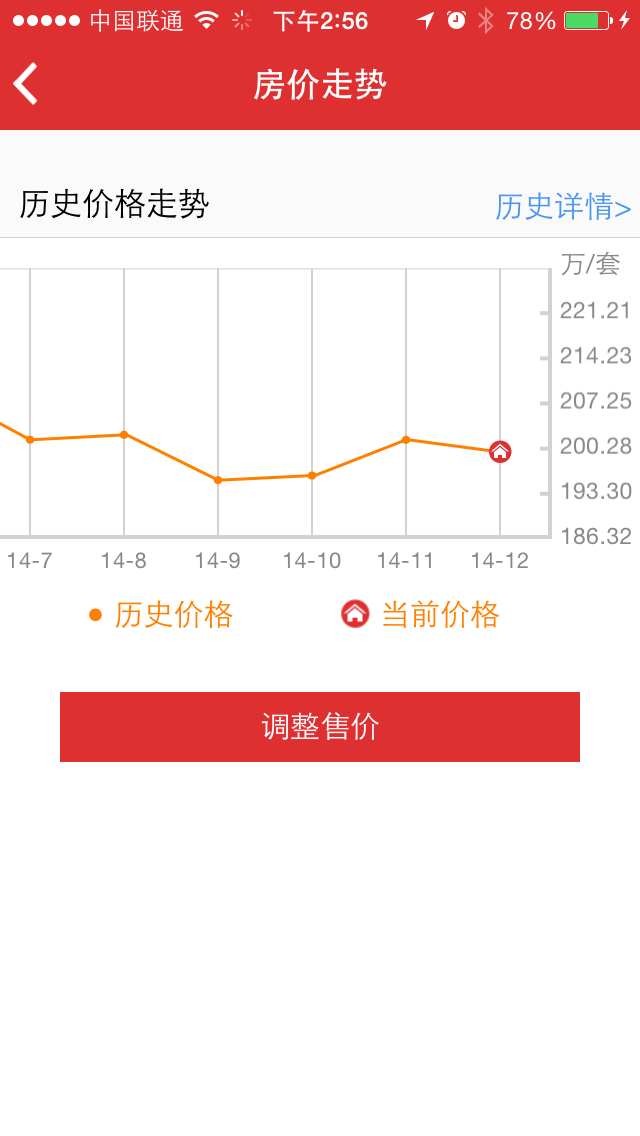 中国联通 下午2:56 78%
房价走势
历史价格走势 历史详情>
万/套
221.21
214.23
207.25
200.28
193.30
186.32
14-7 14-8 14-9 14-10 14-11 14-12
历史价格 当前价格
调整售价